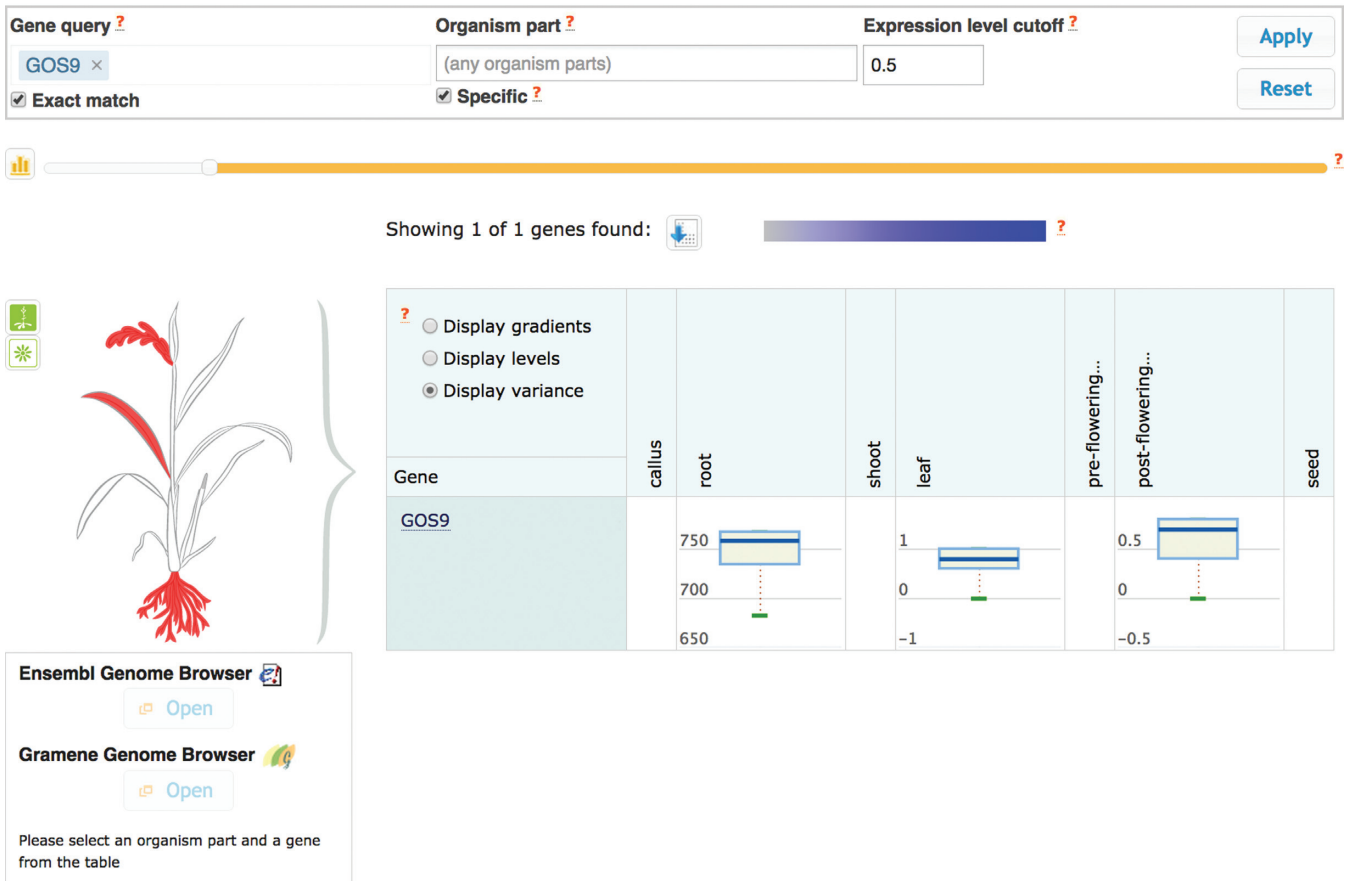 Gene query ?
Organism part ?
Expression level cutoff ?
GOS9 ×
(any organism parts)
0.5
Apply
Exact match
Specific ?
Reset
?
Showing 1 of 1 genes found:
?
?
Display gradients
Display levels
Display variance
Gene
callus
root
shoot
leaf
pre-flowering...
post-flowering...
seed
GOS9
750
700
650
1
0
-1
0.5
0
-0.5
Ensembl Genome Browser
Open
Gramene Genome Browser
Open
Please select an organism part and a gene
from the table